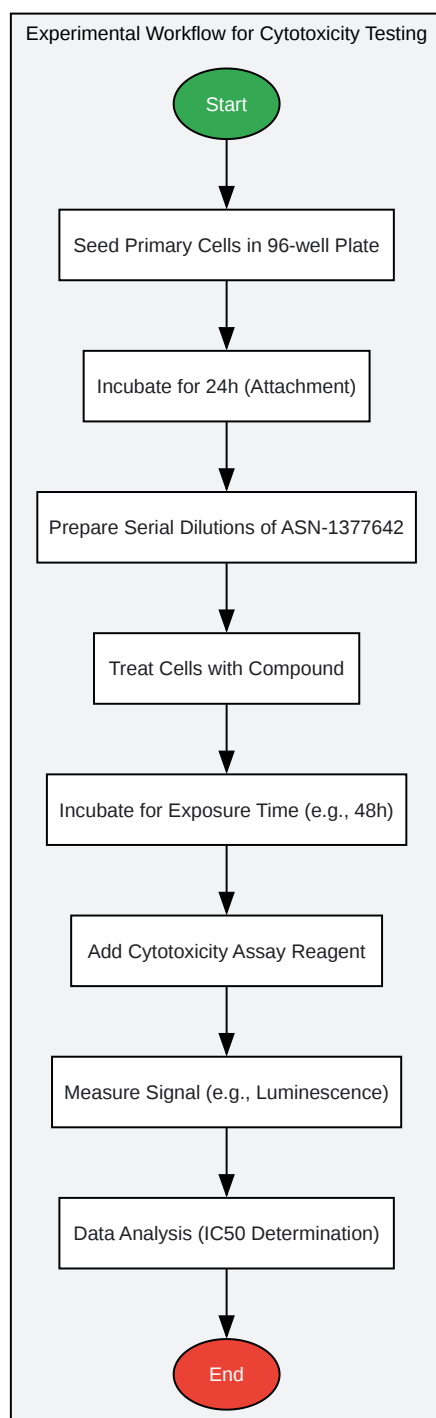 Experimental Workflow for Cytotoxicity Testing
Start
Seed Primary Cells in 96-well Plate
Incubate for 24h (Attachment)
Prepare Serial Dilutions of ASN-1377642
Treat Cells with Compound
Incubate for Exposure Time (e.g., 48h)
Add Cytotoxicity Assay Reagent
Measure Signal (e.g., Luminescence)
Data Analysis (IC50 Determination)
End